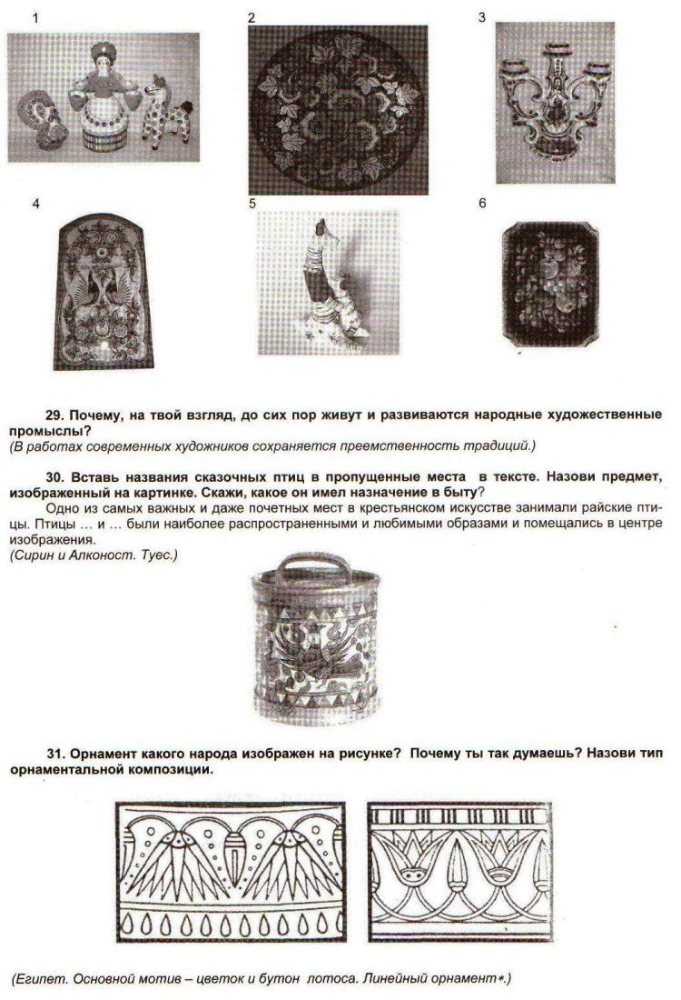 1 2 3
4 5 6
29. Почему, на твой взгляд, до сих пор живут и развиваются народные художественные
промыслы?
(В работах современных художников сохраняется преемственность традиций.)
30. Вставь названия сказочных птиц в пропущенные места в тексте. Назови предмет,
изображенный на картинке. Скажи, какое он имел назначение в быту?
Одно из самых важных и даже почетных мест в крестьянском искусстве занимали райские пти-
цы. Птицы … и … были наиболее распространенными и любимыми образами и помещались в центре
изображения.
(Сирин и Алконост. Туес.)
31. Орнамент какого народа изображен на рисунке? Почему ты так думаешь? Назови тип
орнаментальной композиции.
(Египет. Основной мотив – цветок и бутон лотоса. Линейный орнамент*.)